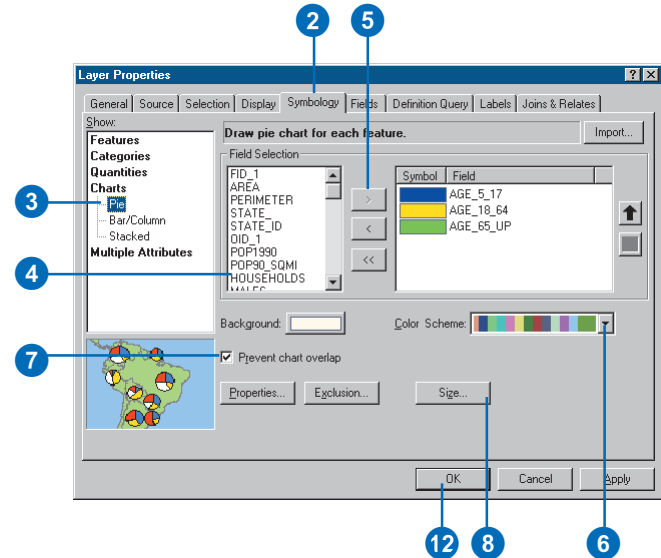 2 5
Layer Properties
General Source Selection Display Symbology Fields Definition Query Labels Joins & Relates
Show:
Features
Categories
Quantities
Charts
Pie
Bar/Column
Stacked
Multiple Attributes
3
Draw pie chart for each feature.
Import...
Field Selection
FID_1
AREA
PERIMETER
STATE_
STATE_ID
OID_1
POP1990
POP90_SQMI
HOUSEHOLDS
MALES
4
>
<
<<
Symbol Field
AGE_5_17
AGE_18_64
AGE_65_UP
Background:
Color Scheme:
7
Prevent chart overlap
Properties... Exclusion... Size...
OK Cancel Apply
12 8 6